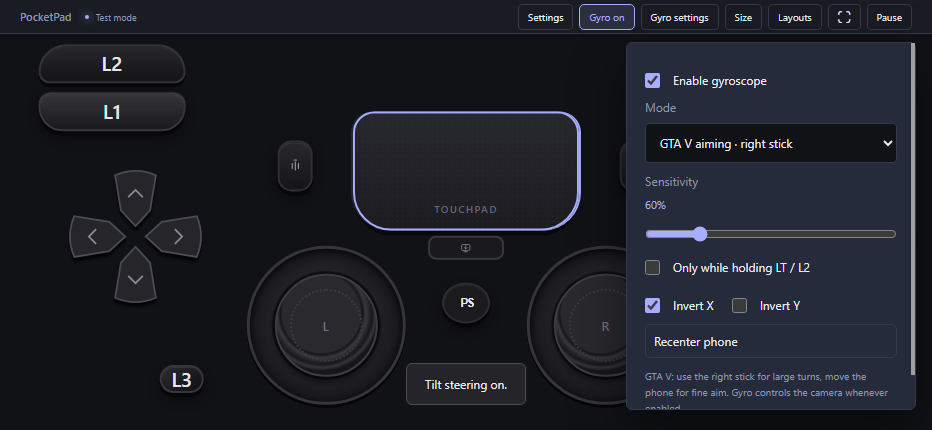 PocketPad Test mode Settings Gyro on Gyro settings Size Layouts Pause
L2
L1
TOUCHPAD
PS
L
R
L3
Tilt steering on.
Enable gyroscope
Mode
GTA V aiming · right stick
Sensitivity
60%
Only while holding LT / L2
Invert X Invert Y
Recenter phone
GTA V: use the right stick for large turns, move the
phone for fine aim. Gyro controls the camera whenever
enabled.